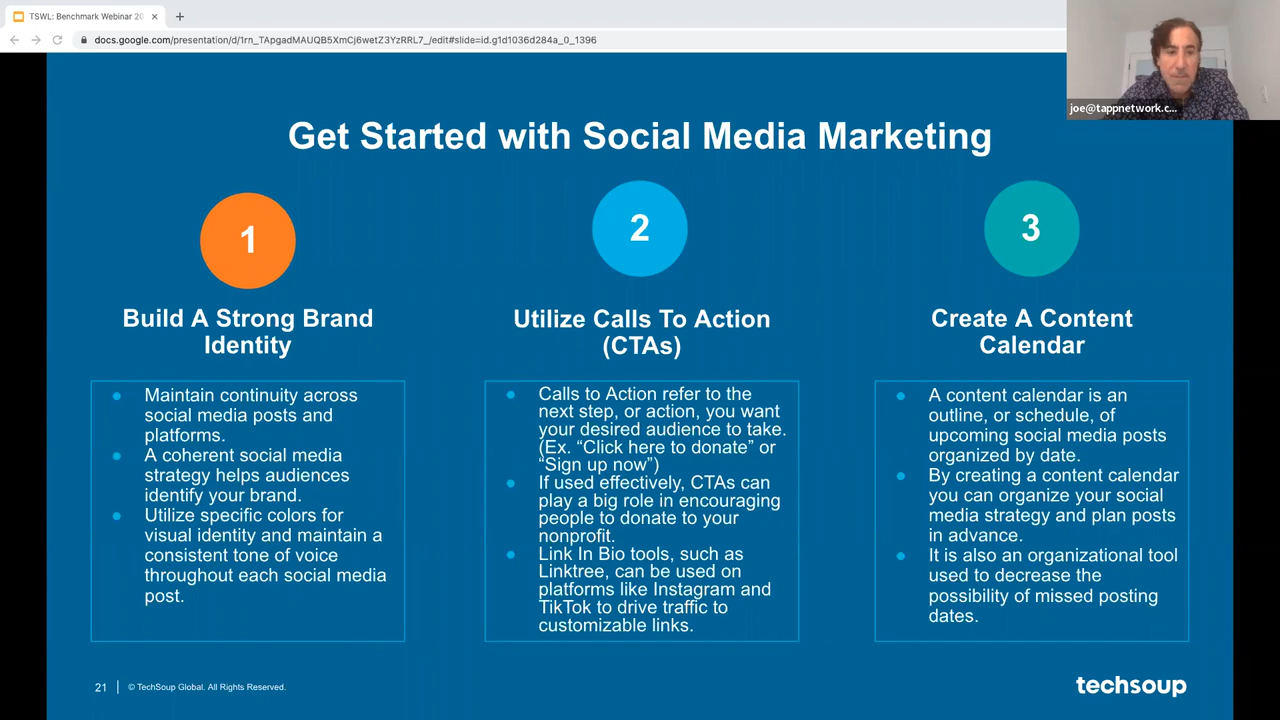 TSWL: Benchmark Webinar 20
docs.google.com/presentation/d/1rn_TApgadMAUQB5XmCj6wetZ3YzRRL7_/edit#slide=id.g1d1036d284a_0_1396
joe@tappnetwork.c...
Get Started with Social Media Marketing
1
Build A Strong Brand
Identity
Maintain continuity across
social media posts and
platforms.
A coherent social media
strategy helps audiences
identify your brand.
Utilize specific colors for
visual identity and maintain a
consistent tone of voice
throughout each social media
post.
2
Utilize Calls To Action
(CTAs)
Calls to Action refer to the
next step, or action, you want
your desired audience to take.
(Ex. “Click here to donate” or
“Sign up now”)
If used effectively, CTAs can
play a big role in encouraging
people to donate to your
nonprofit.
Link In Bio tools, such as
Linktree, can be used on
platforms like Instagram and
TikTok to drive traffic to
customizable links.
3
Create A Content
Calendar
A content calendar is an
outline, or schedule, of
upcoming social media posts
organized by date.
By creating a content calendar
you can organize your social
media strategy and plan posts
in advance.
It is also an organizational tool
used to decrease the
possibility of missed posting
dates.
21
© TechSoup Global. All Rights Reserved.
techsoup